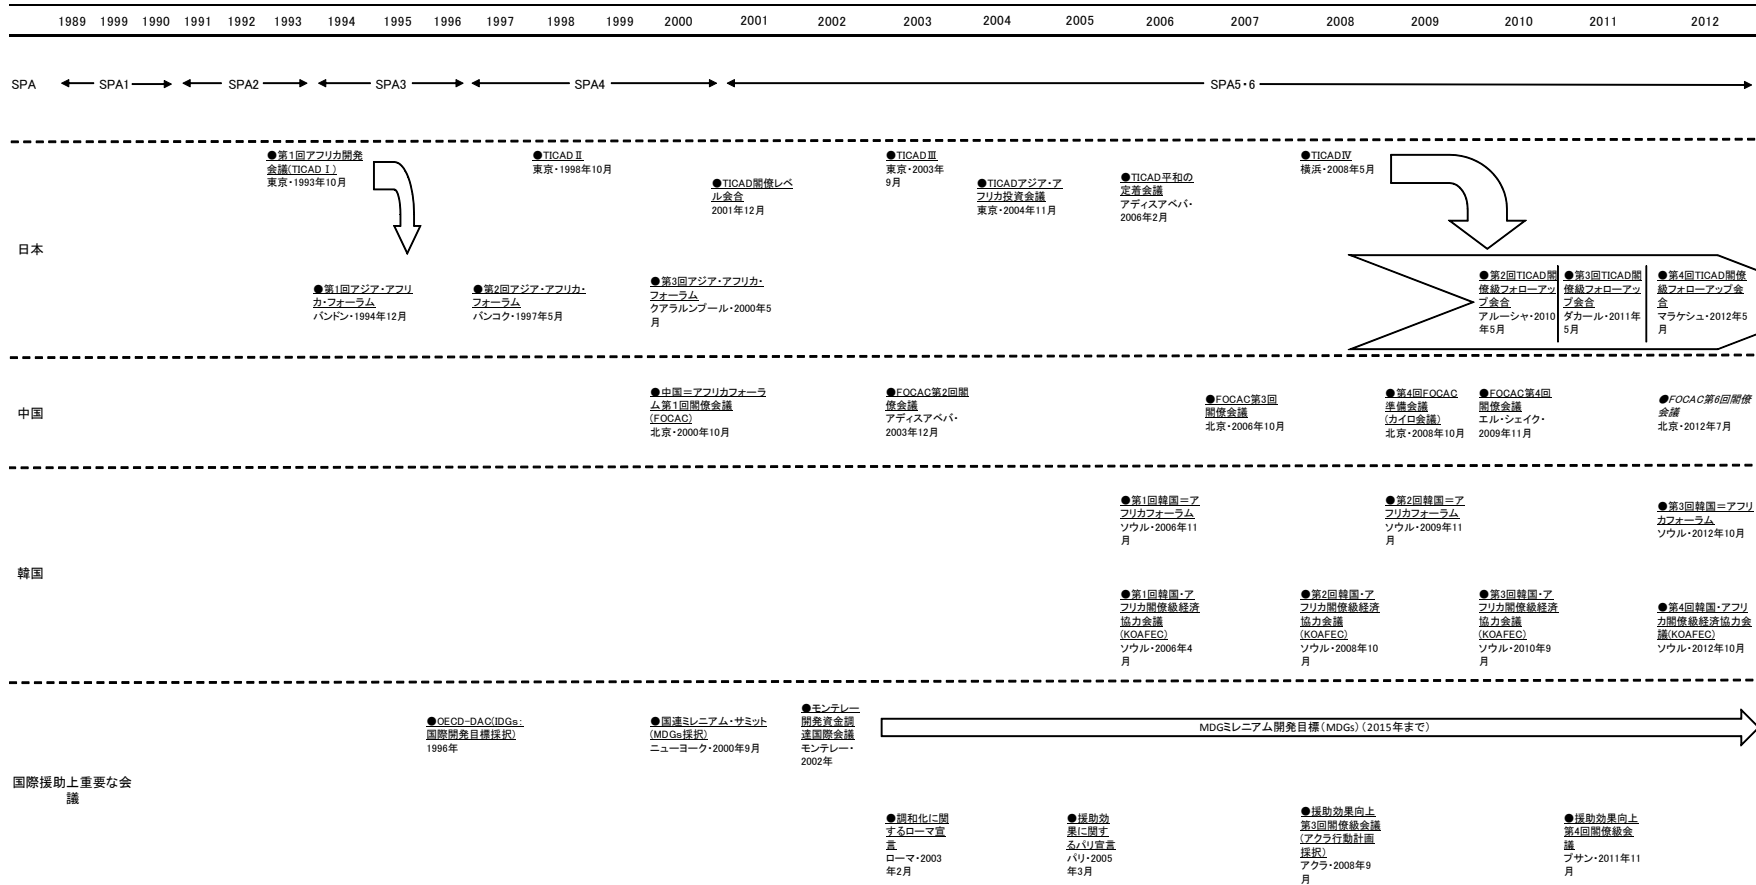 1989 1999 1990 1991 1992 1993 1994 1995 1996 1997 1998 1999 2000 2001 2002 2003 2004 2005 2006 2007 2008 2009 2010 2011 2012
SPA
SPA1
SPA2
SPA3
SPA4
SPA5・6
日本
●第1回アフリカ開発
会議(TICADⅠ)
東京・1993年10月
●TICADⅡ
東京・1998年10月
●TICAD閣僚レベ
ル会合
2001年12月
●TICADⅢ
東京・2003年
9月
●TICADアジア・ア
フリカ投資会議
東京・2004年11月
●TICAD平和の
定着会議
アディスアベバ・
2006年2月
●TICADⅣ
横浜・2008年5月
●第1回アジア・アフリ
カ・フォーラム
バンドン・1994年12月
●第2回アジア・アフリカ・
フォーラム
バンコク・1997年5月
●第3回アジア・アフリカ・
フォーラム
クアラルンプール・2000年5
月
●第2回TICAD閣
僚級フォローアッ
プ会合
アルーシャ・2010
年5月
●第3回TICAD閣
僚級フォローアッ
プ会合
ダカール・2011年
5月
●第4回TICAD閣僚
級フォローアップ会
合
マラケシュ・2012年5
月
中国
●中国＝アフリカフォーラ
ム第1回閣僚会議
(FOCAC)
北京・2000年10月
●FOCAC第2回閣
僚会議
アディスアベバ・
2003年12月
●FOCAC第3回
閣僚会議
北京・2006年10月
●第4回FOCAC
準備会議
(カイロ会議)
北京・2008年10月
●FOCAC第4回
閣僚会議
エル・シェイク・
2009年11月
●FOCAC第6回閣僚
会議
北京・2012年7月
韓国
●第1回韓国＝ア
フリカフォーラム
ソウル・2006年11
月
●第2回韓国＝ア
フリカフォーラム
ソウル・2009年11
月
●第3回韓国＝アフリ
カフォーラム
ソウル・2012年10月
●第1回韓国・ア
フリカ閣僚級経済
協力会議
(KOAFEC)
ソウル・2006年4
月
●第2回韓国・ア
フリカ閣僚級経済
協力会議
(KOAFEC)
ソウル・2008年10
月
●第3回韓国・ア
フリカ閣僚級経済
協力会議
(KOAFEC)
ソウル・2010年9
月
●第4回韓国・アフリ
カ閣僚級経済協力会
議(KOAFEC)
ソウル・2012年10月
国際援助上重要な会
議
●OECD-DAC(IDGs:
国際開発目標採択)
1996年
●国連ミレニアム・サミット
(MDGs採択)
ニューヨーク・2000年9月
●モンテレー
開発資金調
達国際会議
モンテレー・
2002年
MDGミレニアム開発目標(MDGs)(2015年まで)
●調和化に関
するローマ宣
言
ローマ・2003
年2月
●援助効
果に関す
るパリ宣言
パリ・2005
年3月
●援助効果向上
第3回閣僚級会議
(アクラ行動計画
採択)
アクラ・2008年9
月
●援助効果向上
第4回閣僚級会
議
ブサン・2011年11
月